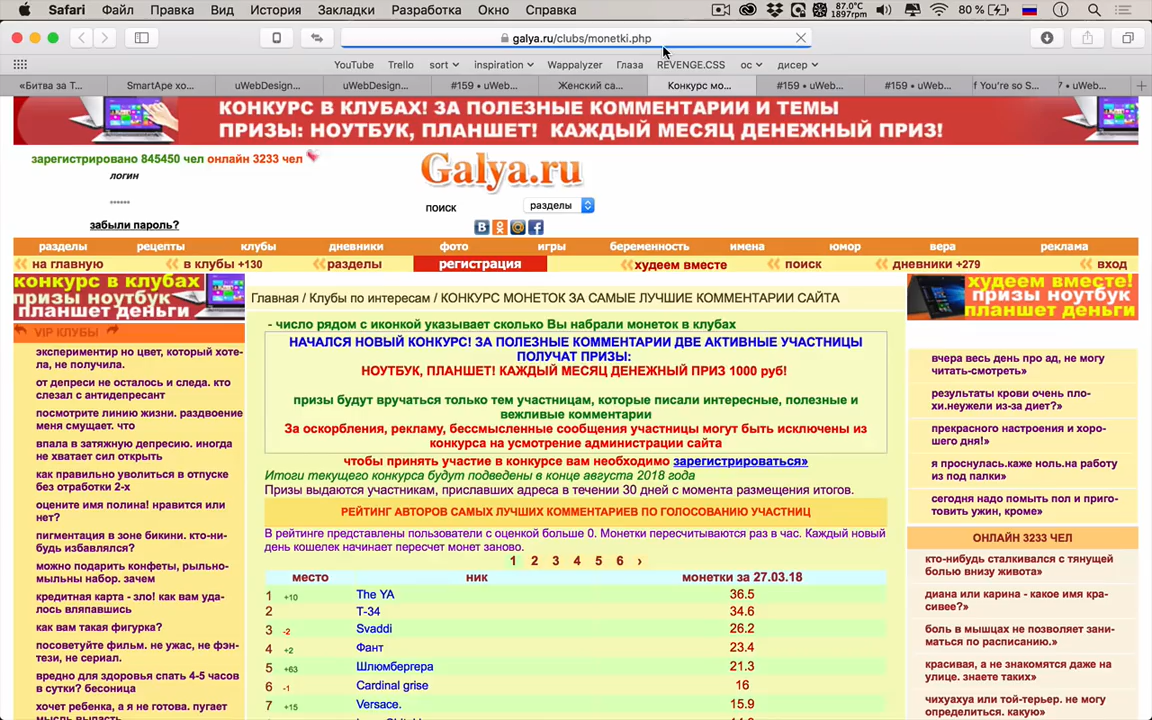 Safari Файл Правка Вид История Закладки Разработка Окно Справка
87.0°C
1897rpm
80 %
galya.ru/clubs/monetki.php
YouTube Trello sort inspiration Wappalyzer Глаза REVENGE.CSS ос дисер
«Битва за Т... SmartApe хо... uWebDesign... uWebDesign... #159 • uWeb... Женский са... Конкурс мо... #159 • uWeb... #159 • uWeb... f You're so S... 7 • uWeb...
КОНКУРС В КЛУБАХ! ЗА ПОЛЕЗНЫЕ КОММЕНТАРИИ И ТЕМЫ
ПРИЗЫ: НОУТБУК, ПЛАНШЕТ! КАЖДЫЙ МЕСЯЦ ДЕНЕЖНЫЙ ПРИЗ!
зарегистрировано 845450 чел онлайн 3233 чел
Galya.ru
логин
••••••
забыли пароль?
поиск
разделы
разделы рецепты клубы дневники фото игры беременность имена юмор вера реклама
на главную в клубы +130 разделы регистрация худеем вместе поиск дневники +279 вход
конкурс в клубах
призы ноутбук
планшет деньги
VIP КЛУБЫ
экспериментир но цвет, который хоте-
ла, не получила.
от депреси не осталось и следа. кто
слезал с антидепресант
посмотрите линию жизни. раздвоение
меня смущает. что
впала в затяжную депресию. иногда
не хватает сил открыть
как правильно уволиться в отпуске
без отработки 2-х
оцените имя полина! нравится или
нет?
пигментация в зоне бикини. кто-ни-
будь избавлялся?
можно подарить конфеты, рыльно-
мыльны набор. зачем
кредитная карта - зло! как вам уда-
лось вляпавшись
как вам такая фигурка?
посоветуйте фильм. не ужас, не фэн-
тези, не сериал.
вредно для здоровья спать 4-5 часов
в сутки? бесоница
хочет ребенка, а я не готова. пугает
мысль выпасть
Главная / Клубы по интересам / КОНКУРС МОНЕТОК ЗА САМЫЕ ЛУЧШИЕ КОММЕНТАРИИ САЙТА
- число рядом с иконкой указывает сколько Вы набрали монеток в клубах
НАЧАЛСЯ НОВЫЙ КОНКУРС! ЗА ПОЛЕЗНЫЕ КОММЕНТАРИИ ДВЕ АКТИВНЫЕ УЧАСТНИЦЫ
ПОЛУЧАТ ПРИЗЫ:
НОУТБУК, ПЛАНШЕТ! КАЖДЫЙ МЕСЯЦ ДЕНЕЖНЫЙ ПРИЗ 1000 руб!
призы будут вручаться только тем участницам, которые писали интересные, полезные и
вежливые комментарии
За оскорбления, рекламу, бессмысленные сообщения участницы могут быть исключены из
конкурса на усмотрение администрации сайта
чтобы принять участие в конкурсе вам необходимо зарегистрироваться»
Итоги текущего конкурса будут подведены в конце августа 2018 года
Призы выдаются участникам, приславших адреса в течении 30 дней с момента размещения итогов.
РЕЙТИНГ АВТОРОВ САМЫХ ЛУЧШИХ КОММЕНТАРИЕВ ПО ГОЛОСОВАНИЮ УЧАСТНИЦ
В рейтинге представлены пользователи с оценкой больше 0. Монетки пересчитываются раз в час. Каждый новый
день кошелек начинает пересчет монет заново.
1 2 3 4 5 6 ›
место ник монетки за 27.03.18
1 +10 The YA 36.5
2 Т-34 34.6
3 -2 Svaddi 26.2
4 +2 Фант 23.4
5 +63 Шлюмбергера 21.3
6 -1 Cardinal grise 16
7 +15 Versace. 15.9
худеем вместе!
призы ноутбук
планшет деньги
вчера весь день про ад, не могу
читать-смотреть»
результаты крови очень пло-
хи.неужели из-за диет?»
прекрасного настроения и хоро-
шего дня!»
я проснулась.каже ноль.на работу
из под палки»
сегодня надо помыть пол и приго-
товить ужин, кроме»
ОНЛАЙН 3233 ЧЕЛ
кто-нибудь сталкивался с тянущей
болью внизу живота»
диана или карина - какое имя кра-
сивее?»
боль в мышцах не позволяет зани-
маться по расписанию.»
красивая, а не знакомятся даже на
улице. знаете таких»
чихуахуа или той-терьер. не могу
определиться. какую»